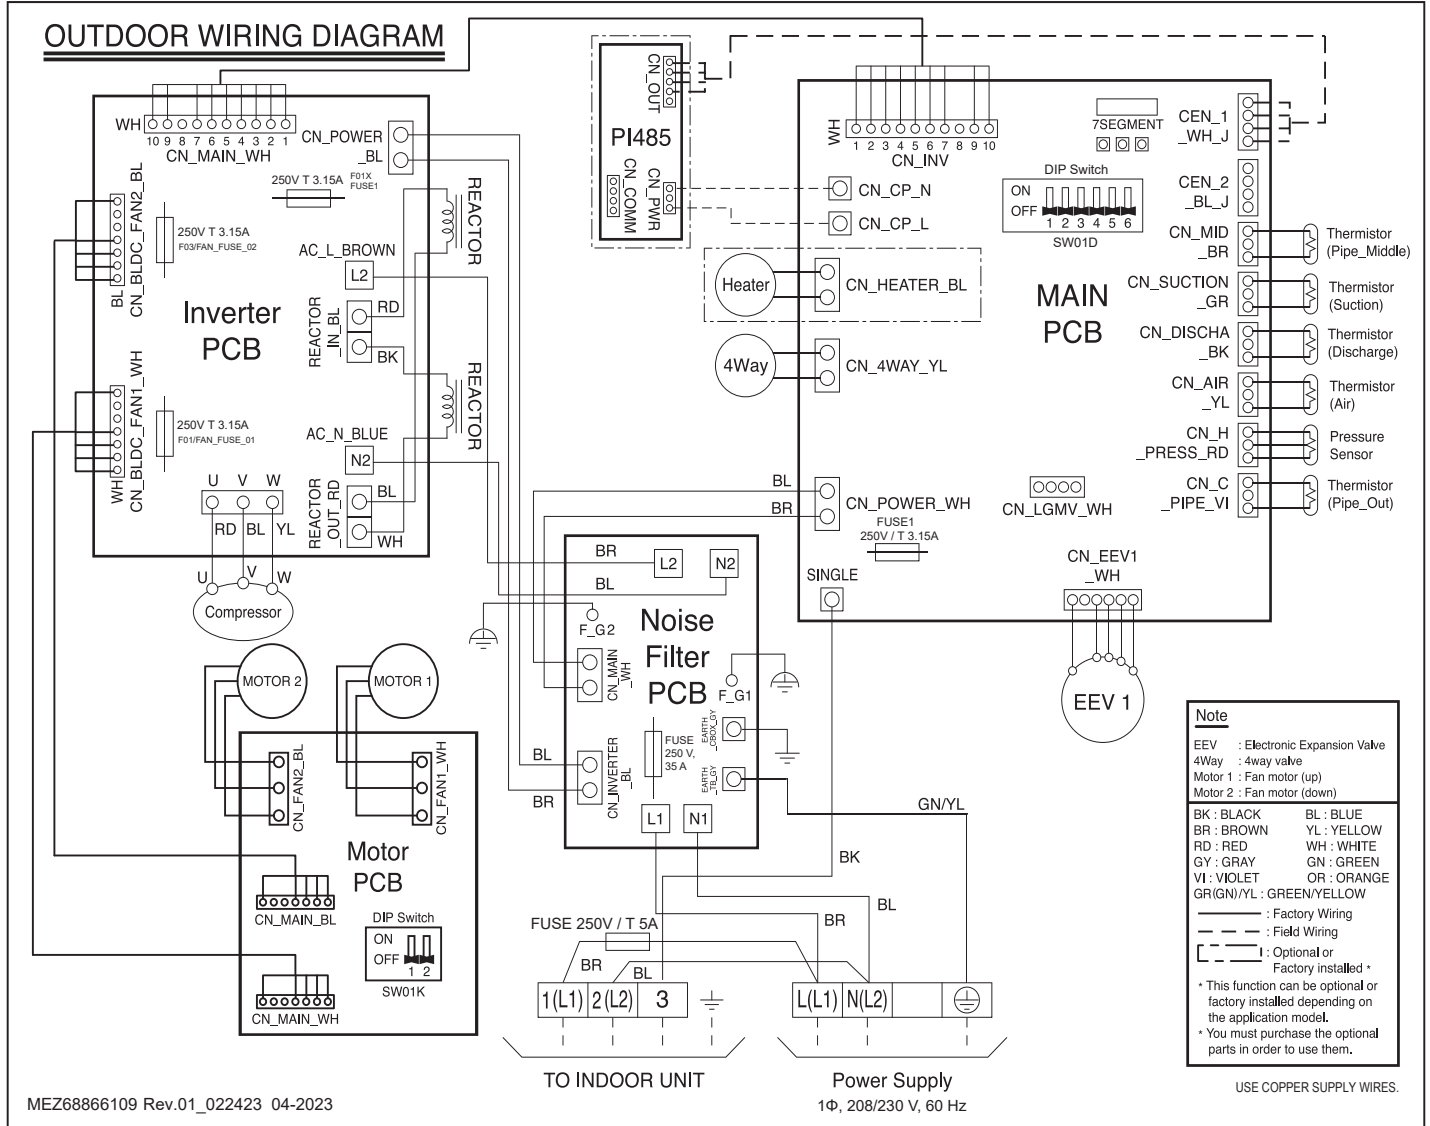 OUTDOOR WIRING DIAGRAM
WH
10 9 8 7 6 5 4 3 2 1
CN_MAIN_WH
CN_POWER
_BL
250V T 3.15A
F01X
FUSE1
CN_BLDC_FAN2_BL
BL
250V T 3.15A
F03/FAN_FUSE_02
AC_L_BROWN
L2
Inverter
PCB
REACTOR
_IN_BL
RD
BK
REACTOR
REACTOR
CN_BLDC_FAN1_WH
WH
250V T 3.15A
F01/FAN_FUSE_01
AC_N_BLUE
N2
REACTOR
_OUT_RD
BL
WH
U V W
RD BL YL
U V W
Compressor
MOTOR 2
MOTOR 1
CN_FAN2_BL
CN_FAN1_WH
Motor
PCB
CN_MAIN_BL
DIP Switch
ON
OFF
1 2
SW01K
CN_MAIN_WH
PI485
CN_OUT
CN_COMM
CN_PWR
WH
1 2 3 4 5 6 7 8 9 10
CN_INV
CN_CP_N
CN_CP_L
Heater
CN_HEATER_BL
4Way
CN_4WAY_YL
7SEGMENT
DIP Switch
ON
OFF
1 2 3 4 5 6
SW01D
MAIN
PCB
CEN_1
_WH_J
CEN_2
_BL_J
CN_MID
_BR
Thermistor
(Pipe_Middle)
CN_SUCTION
_GR
Thermistor
(Suction)
CN_DISCHA
_BK
Thermistor
(Discharge)
CN_AIR
_YL
Thermistor
(Air)
CN_H
_PRESS_RD
Pressure
Sensor
CN_C
_PIPE_VI
Thermistor
(Pipe_Out)
BL
BR
CN_POWER_WH
FUSE1
250V / T 3.15A
CN_LGMV_WH
SINGLE
CN_EEV1
_WH
EEV 1
BR
BL
L2
N2
F_G2
Noise
Filter
PCB
CN_MAIN
_WH
F_G1
EARTH
_CBOX_GY
FUSE
250 V,
35 A
EARTH
_TB_GY
BL
BR
CN_INVERTER
_BL
L1
N1
GN/YL
BK
BL
BR
FUSE 250V / T 5A
BR
BL
1(L1) 2(L2) 3
L(L1) N(L2)
TO INDOOR UNIT
Power Supply
1Φ, 208/230 V, 60 Hz
Note
EEV : Electronic Expansion Valve
4Way : 4way valve
Motor 1 : Fan motor (up)
Motor 2 : Fan motor (down)
BK : BLACK BL : BLUE
BR : BROWN YL : YELLOW
RD : RED WH : WHITE
GY : GRAY GN : GREEN
VI : VIOLET OR : ORANGE
GR(GN)/YL : GREEN/YELLOW
: Factory Wiring
: Field Wiring
: Optional or
Factory installed *
* This function can be optional or
factory installed depending on
the application model.
* You must purchase the optional
parts in order to use them.
USE COPPER SUPPLY WIRES.
MEZ68866109 Rev.01_022423 04-2023